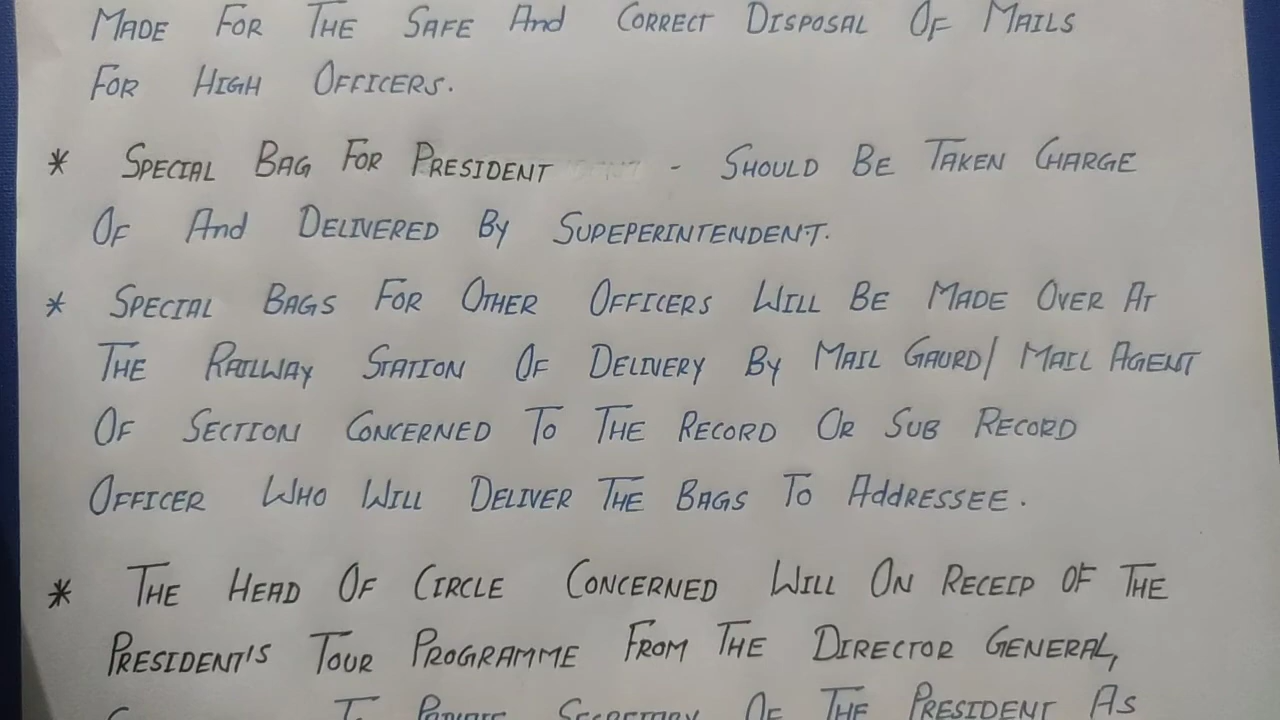 MADE FOR THE SAFE And CORRECT DISPOSAL OF MAILS
FOR HIGH OFFICERS.
* SPECIAL BAG FOR PRESIDENT - SHOULD BE TAKEN CHARGE
OF And DELIVERED By SUPEPERINTENDENT.
* SPECIAL BAGS FOR OTHER OFFICERS WILL BE MADE OVER AT
THE RAILWAY STATION OF DELIVERY By MAIL GAURD/ MAIL AGENT
OF SECTION CONCERNED TO THE RECORD OR SUB RECORD
OFFICER WHO WILL DELIVER THE BAGS TO AddRESSEE.
* THE HEAD OF CIRCLE CONCERNED WILL ON RECEIP OF THE
PRESIDENT'S TOUR PROGRAMME FROM THE DIRECTOR GENERAL,
To PRIVATE SECRETARY OF THE PRESIDENT AS